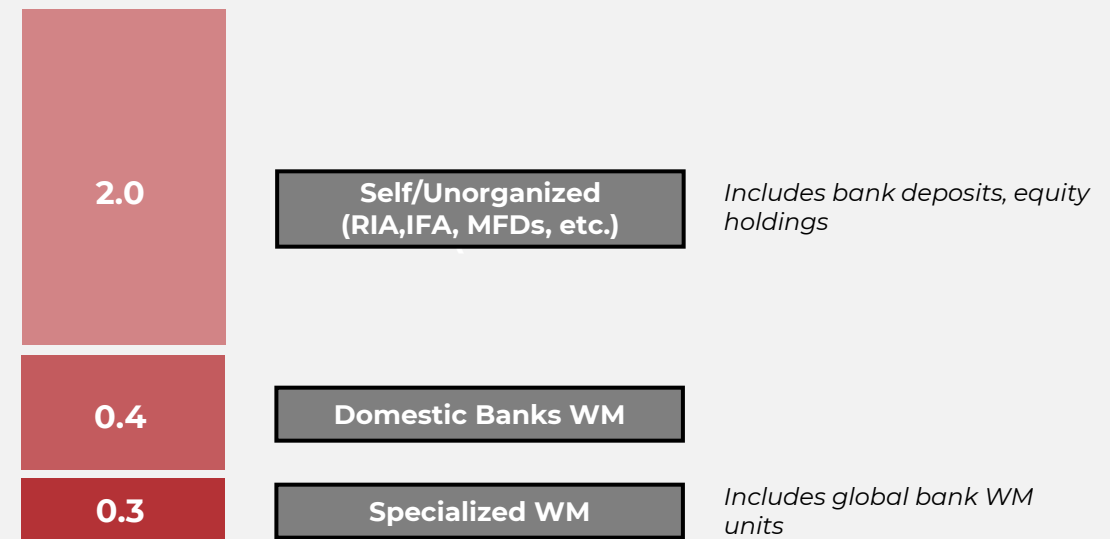 2.0
Self/Unorganized
(RIA,IFA, MFDs, etc.)
Includes bank deposits, equity
holdings
0.4
Domestic Banks WM
0.3
Specialized WM
Includes global bank WM
units